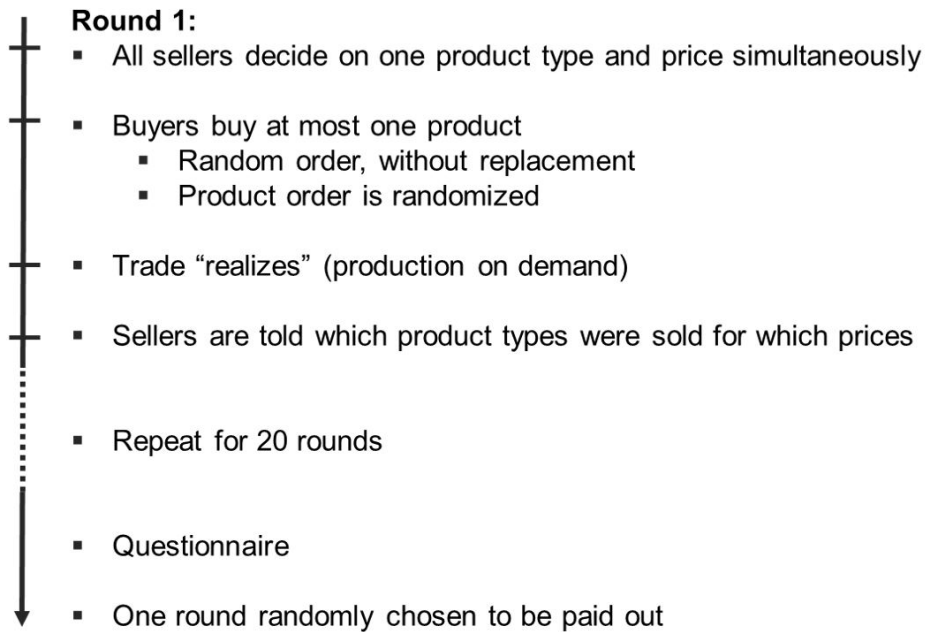 Round 1:
▪ All sellers decide on one product type and price simultaneously
▪ Buyers buy at most one product
▪ Random order, without replacement
▪ Product order is randomized
▪ Trade “realizes” (production on demand)
▪ Sellers are told which product types were sold for which prices
▪ Repeat for 20 rounds
▪ Questionnaire
▪ One round randomly chosen to be paid out